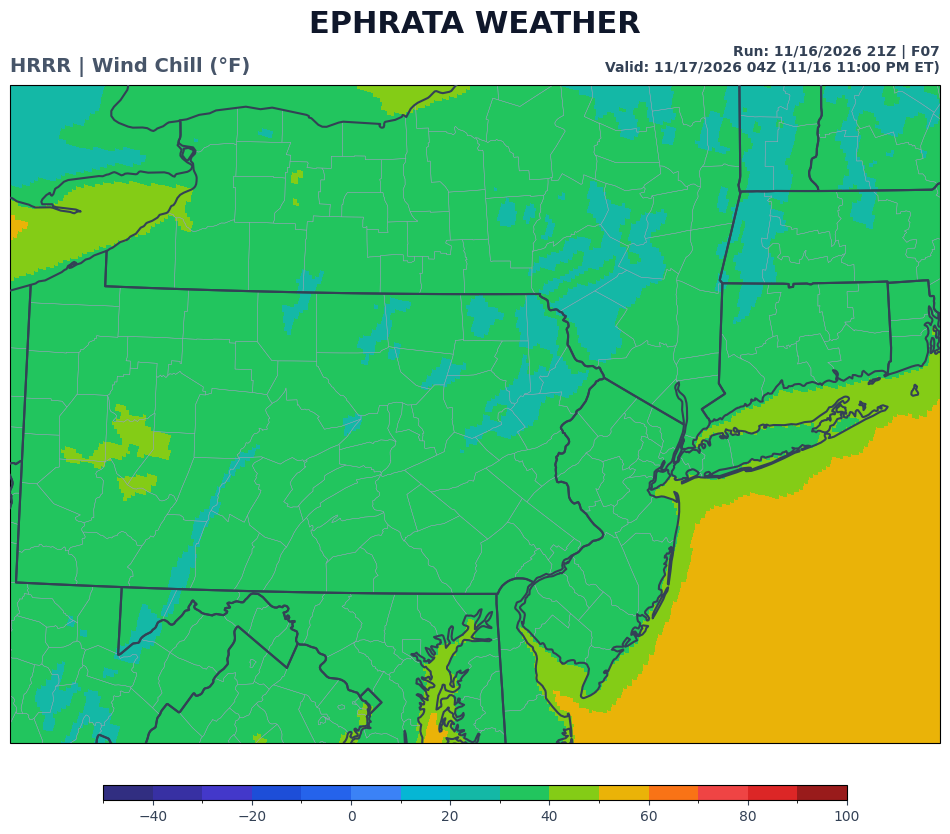 EPHRATA WEATHER
HRRR | Wind Chill (°F)
Run: 11/16/2026 21Z | F07
Valid: 11/17/2026 04Z (11/16 11:00 PM ET)
−40 −20 0 20 40 60 80 100